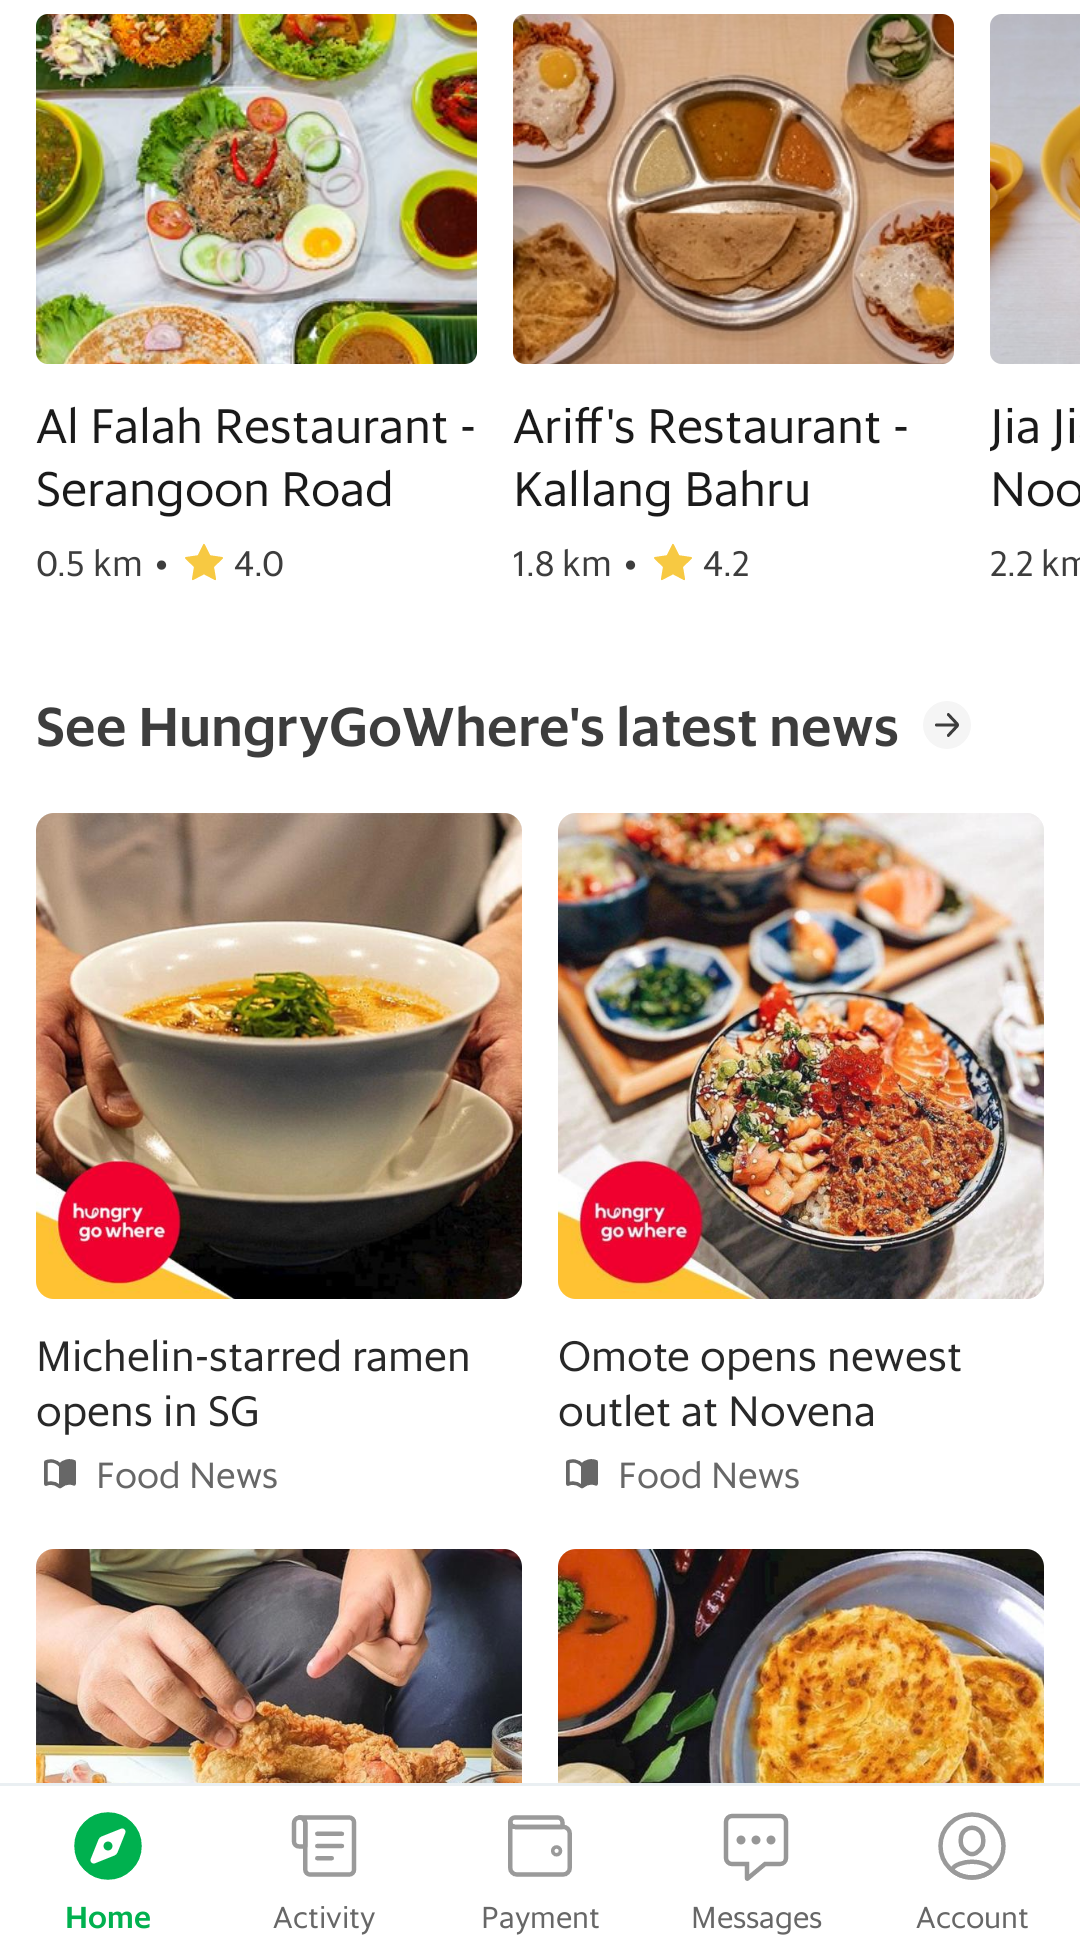 Al Falah Restaurant -
Serangoon Road
0.5 km • 4.0
Ariff's Restaurant -
Kallang Bahru
1.8 km • 4.2
Jia Ji
Noo
2.2 km
See HungryGoWhere's latest news
hungry
go where
Michelin-starred ramen
opens in SG
Food News
hungry
go where
Omote opens newest
outlet at Novena
Food News
Home
Activity
Payment
Messages
Account